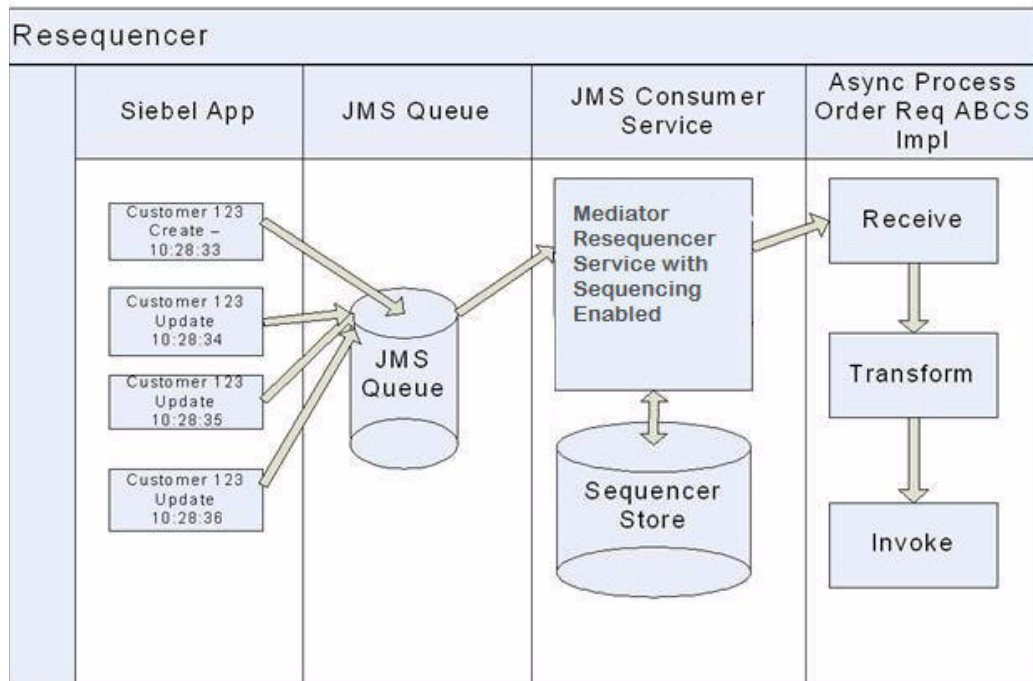 Resequencer
Siebel App
JMS Queue
JMS Consumer
Service
Async Process
Order Req ABCS
Impl
Customer 123
Create –
10:28:33
Customer 123
Update
10:28:34
Customer 123
Update
10:28:35
Customer 123
Update
10:28:36
JMS
Queue
Mediator
Resequencer
Service with
Sequencing
Enabled
Sequencer
Store
Receive
Transform
Invoke